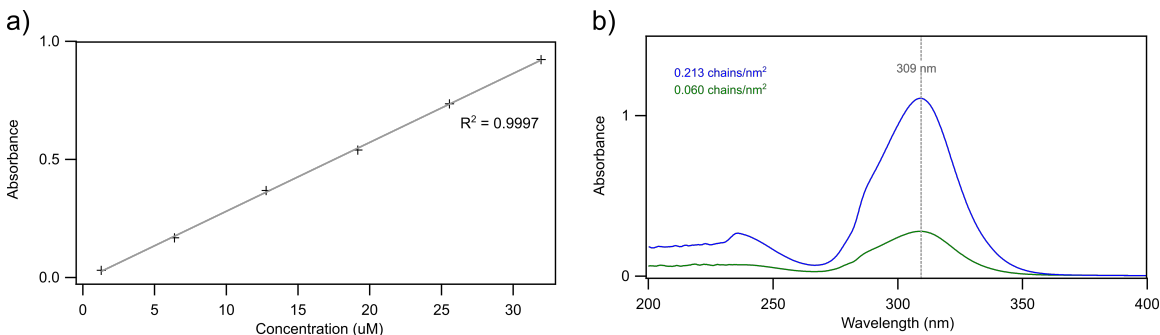 a)
1.0
0.5
0.0
Absorbance
R² = 0.9997
0 5 10 15 20 25 30
Concentration (uM)
b)
0.213 chains/nm²
0.060 chains/nm²
309 nm
1
0
Absorbance
200 250 300 350 400
Wavelength (nm)